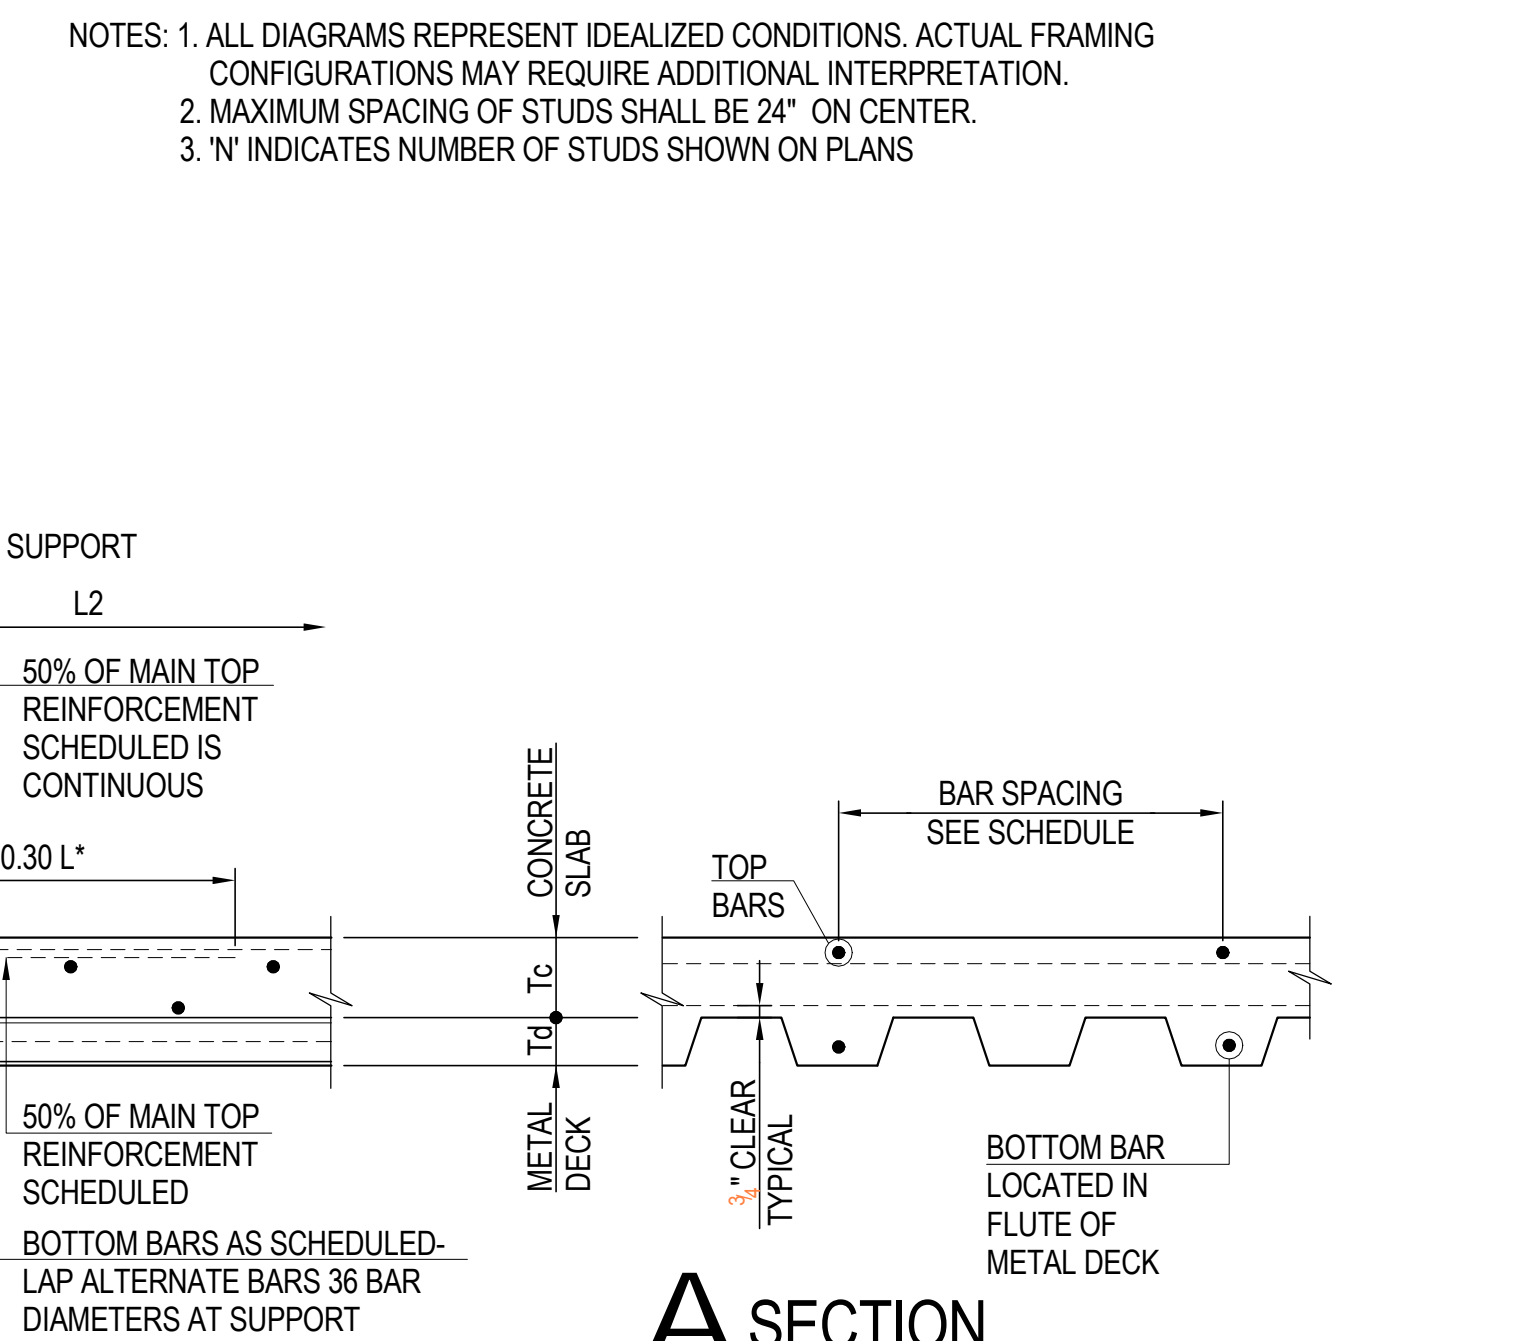 NOTES: 1. ALL DIAGRAMS REPRESENT IDEALIZED CONDITIONS. ACTUAL FRAMING
CONFIGURATIONS MAY REQUIRE ADDITIONAL INTERPRETATION.
2. MAXIMUM SPACING OF STUDS SHALL BE 24" ON CENTER.
3. 'N' INDICATES NUMBER OF STUDS SHOWN ON PLANS
SUPPORT
L2
50% OF MAIN TOP
REINFORCEMENT
SCHEDULED IS
CONTINUOUS
0.30 L*
50% OF MAIN TOP
REINFORCEMENT
SCHEDULED
BOTTOM BARS AS SCHEDULED-
LAP ALTERNATE BARS 36 BAR
DIAMETERS AT SUPPORT
CONCRETE
SLAB
Tc
Td
METAL
DECK
TOP
BARS
BAR SPACING
SEE SCHEDULE
3/4" CLEAR
TYPICAL
BOTTOM BAR
LOCATED IN
FLUTE OF
METAL DECK
A SECTION